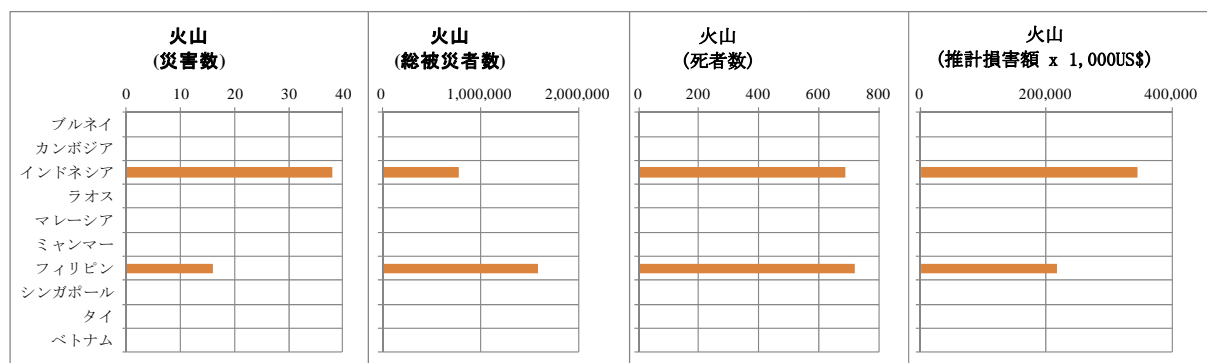 火山
(災害数)
0 10 20 30 40
火山
(総被災者数)
0 1,000,000 2,000,000
火山
(死者数)
0 200 400 600 800
火山
(推計損害額 x 1,000US$)
0 200,000 400,000
ブルネイ
カンボジア
インドネシア
ラオス
マレーシア
ミャンマー
フィリピン
シンガポール
タイ
ベトナム